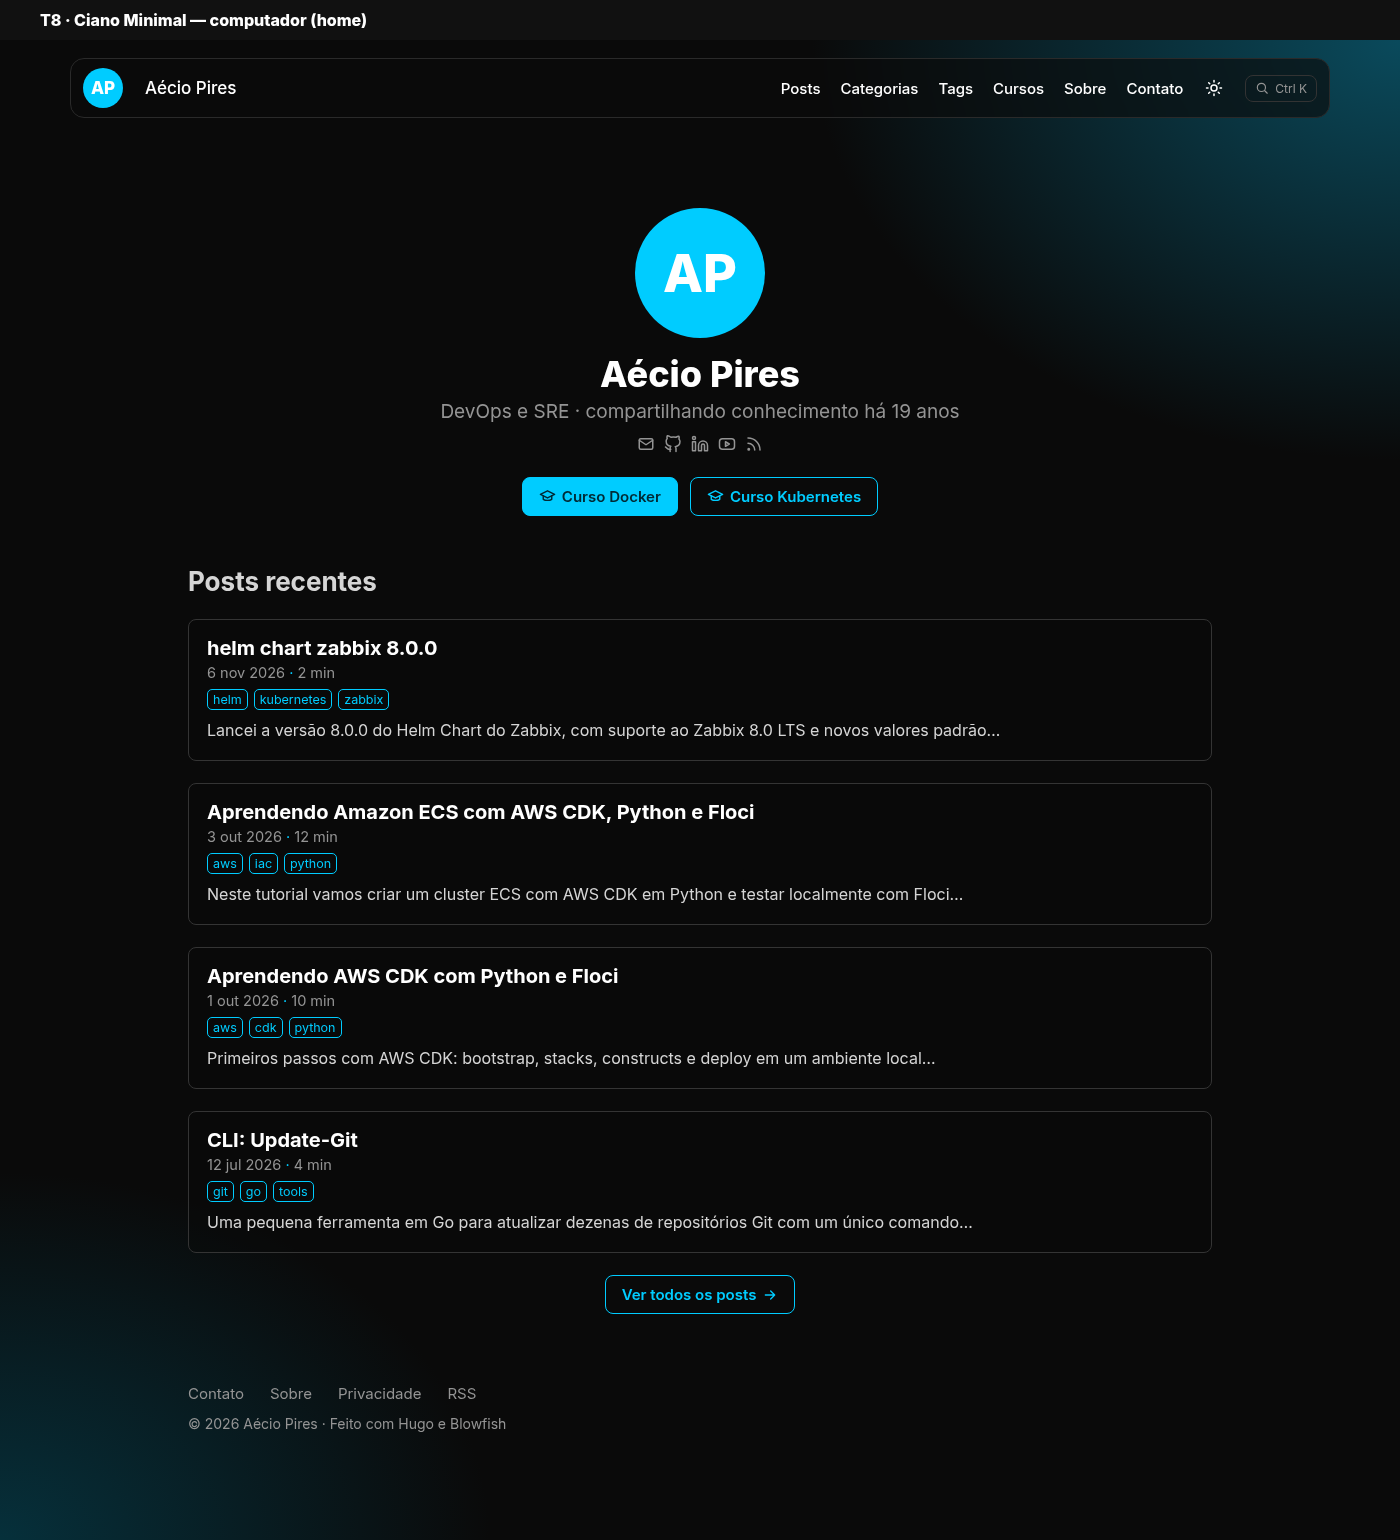 T8 · Ciano Minimal — computador (home)
AP Aécio Pires Posts Categorias Tags Cursos Sobre Contato Ctrl K
AP
Aécio Pires
DevOps e SRE · compartilhando conhecimento há 19 anos
Curso Docker Curso Kubernetes
Posts recentes
helm chart zabbix 8.0.0
6 nov 2026 · 2 min
helm kubernetes zabbix
Lancei a versão 8.0.0 do Helm Chart do Zabbix, com suporte ao Zabbix 8.0 LTS e novos valores padrão…
Aprendendo Amazon ECS com AWS CDK, Python e Floci
3 out 2026 · 12 min
aws iac python
Neste tutorial vamos criar um cluster ECS com AWS CDK em Python e testar localmente com Floci…
Aprendendo AWS CDK com Python e Floci
1 out 2026 · 10 min
aws cdk python
Primeiros passos com AWS CDK: bootstrap, stacks, constructs e deploy em um ambiente local…
CLI: Update-Git
12 jul 2026 · 4 min
git go tools
Uma pequena ferramenta em Go para atualizar dezenas de repositórios Git com um único comando…
Ver todos os posts →
Contato Sobre Privacidade RSS
© 2026 Aécio Pires · Feito com Hugo e Blowfish